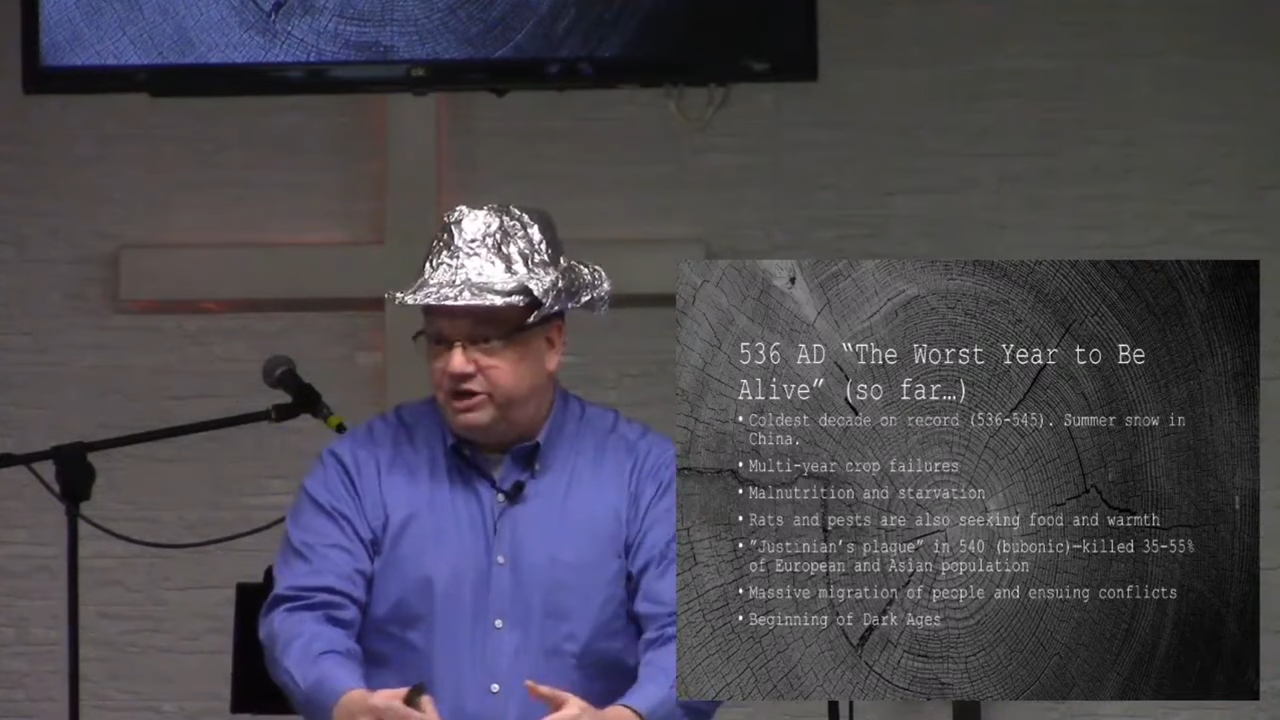 536 AD “The Worst Year to Be
Alive” (so far…)
•Coldest decade on record (536-545). Summer snow in
China.
•Multi-year crop failures
•Malnutrition and starvation
•Rats and pests are also seeking food and warmth
•”Justinian’s plague” in 540 (bubonic)—killed 35-55%
of European and Asian population
•Massive migration of people and ensuing conflicts
•Beginning of Dark Ages